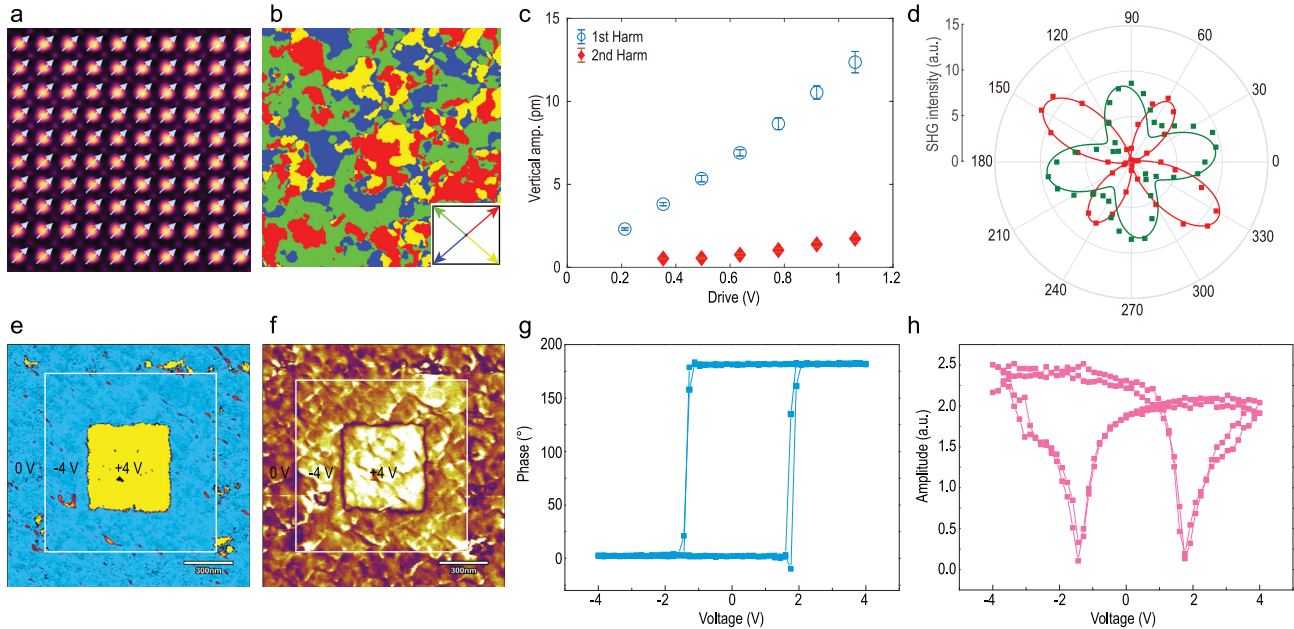 a
b
c
d
Vertical amp. (pm)
15
10
5
0
1st Harm
2nd Harm
0 0.2 0.4 0.6 0.8 1 1.2
Drive (V)
SHG intensity (a.u.)
15
10
5
0
90
120 60
150 30
180 0
210 330
240 300
270
e
f
g
h
0 V -4 V +4 V
300nm
0 V -4 V +4 V
300nm
Phase (°)
200
150
100
50
0
-4 -2 0 2 4
Voltage (V)
Amplitude (a.u.)
2.5
2.0
1.5
1.0
0.5
0.0
-4 -2 0 2 4
Voltage (V)